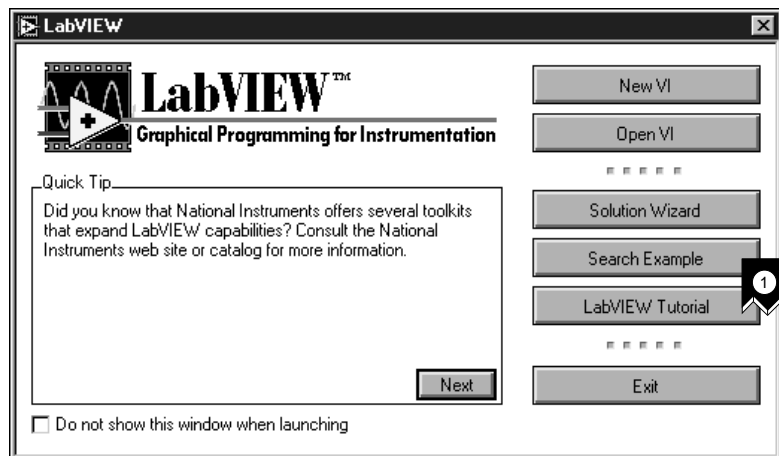 LabVIEW
LabVIEW™
Graphical Programming for Instrumentation
Quick Tip
Did you know that National Instruments offers several toolkits
that expand LabVIEW capabilities? Consult the National
Instruments web site or catalog for more information.
Next
Do not show this window when launching
New VI
Open VI
Solution Wizard
Search Example
1
LabVIEW Tutorial
Exit